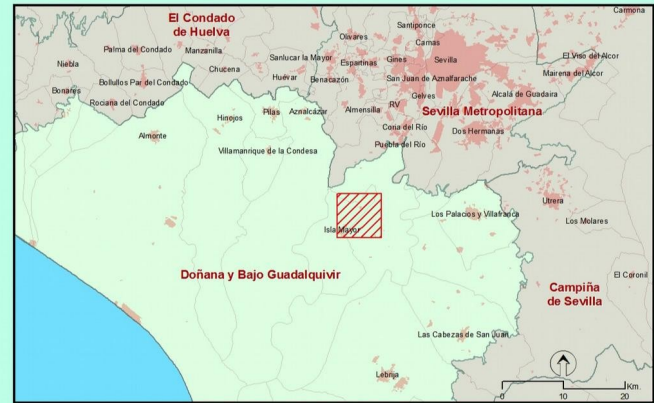 Carmona
Santiponce
El Condado
de Huelva
Olivares
Camas
Palma del Condado
Manzanilla
Sanlucar la Mayor
Espartinas
Gines
Sevilla
El Viso del Alcor
Niebla
Chucena
Huévar
Benacazón
San Juan de Aznalfarache
Mairena del Alcor
Bollullos Par del Condado
Bonares
Rociana del Condado
Gelves
Alcalá de Guadaira
Hinojos
Pilas
Aznalcázar
Almensilla
RV
Sevilla Metropolitana
Almonte
Coria del Río
Dos Hermanas
Puebla del Río
Villamanrique de la Condesa
Utrera
Los Palacios y Villafranca
Los Molares
Isla Mayor
Doñana y Bajo Guadalquivir
El Coronil
Campiña
de Sevilla
Las Cabezas de San Juan
Lebrija
0 10 20 Km.